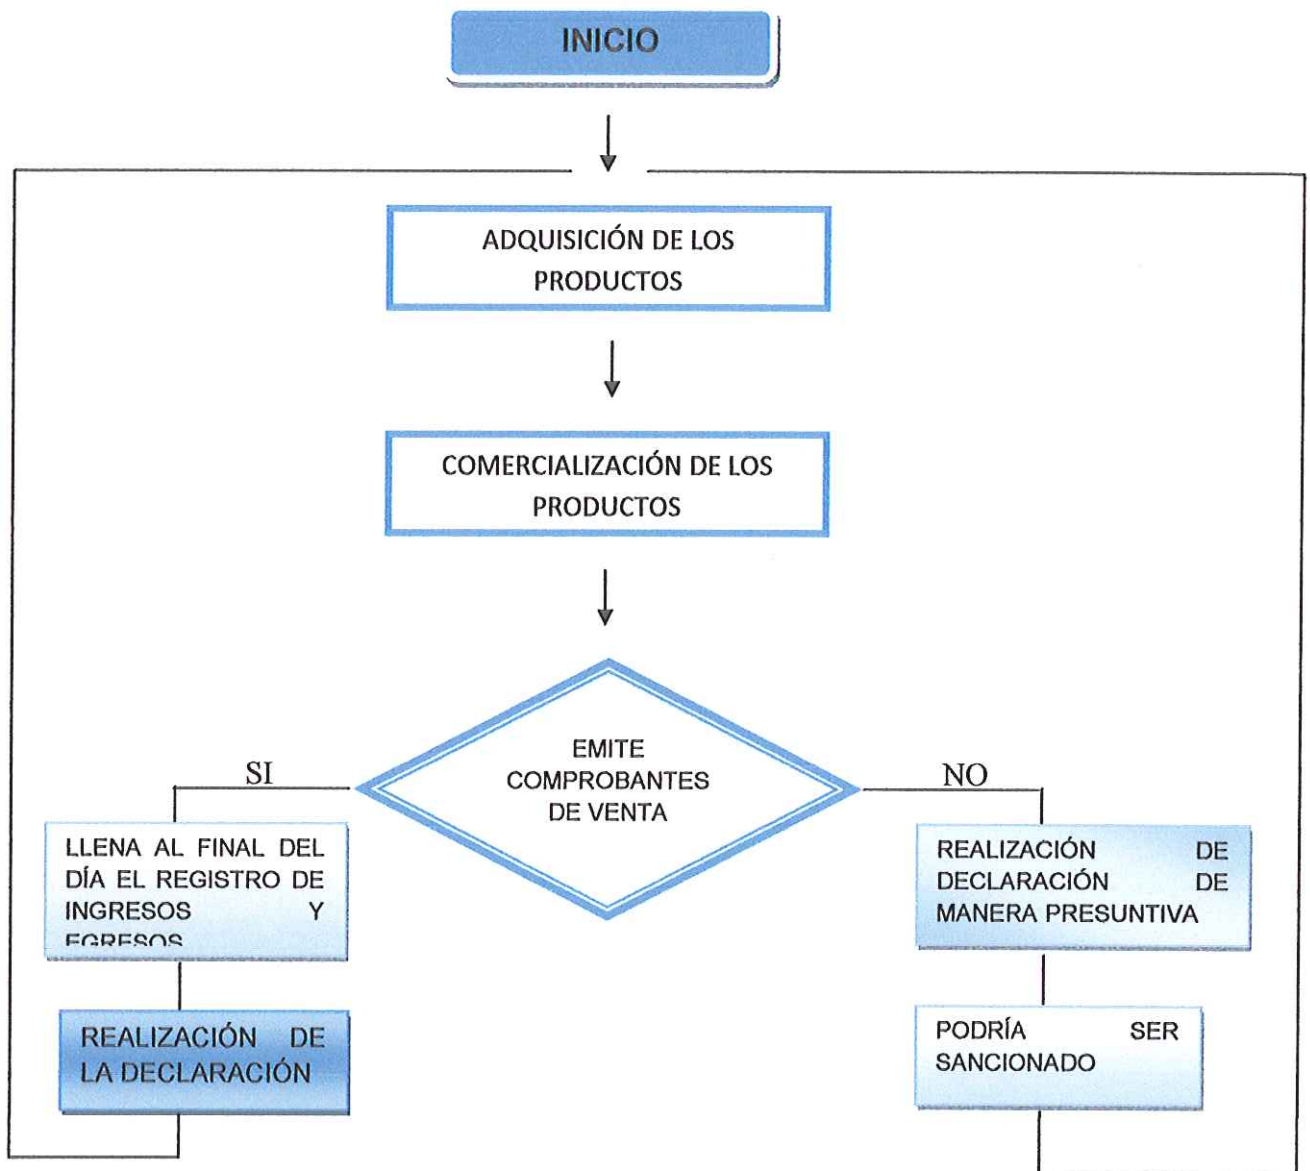 INICIO
ADQUISICIÓN DE LOS
PRODUCTOS
COMERCIALIZACIÓN DE LOS
PRODUCTOS
EMITE
COMPROBANTES
DE VENTA
SI
NO
LLENA AL FINAL DEL
DÍA EL REGISTRO DE
INGRESOS Y
EGRESOS
REALIZACIÓN DE
LA DECLARACIÓN
REALIZACIÓN DE
DECLARACIÓN DE
MANERA PRESUNTIVA
PODRÍA SER
SANCIONADO